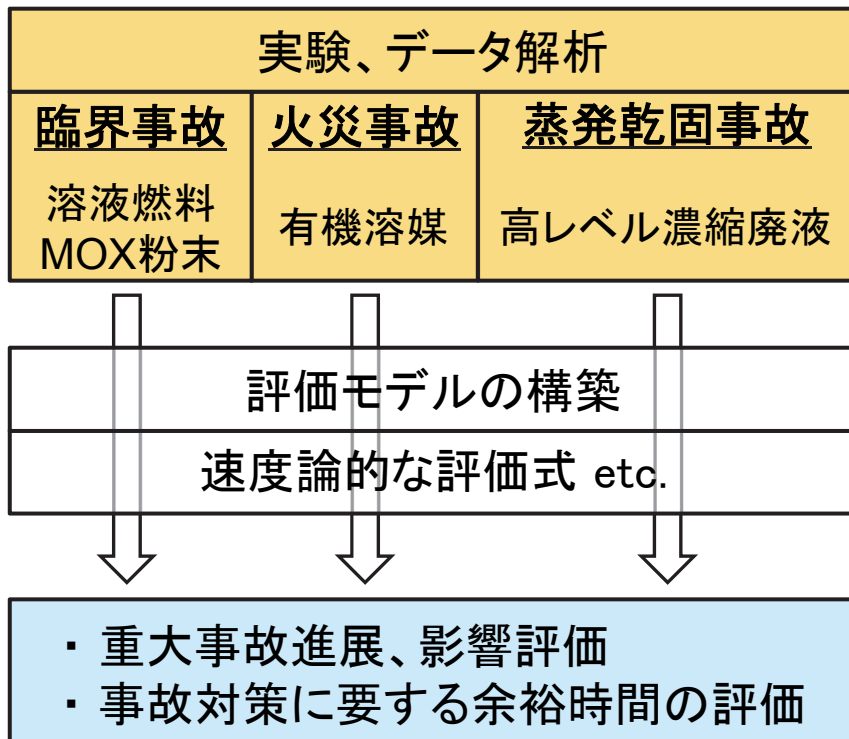 実験、データ解析
臨界事故
溶液燃料
MOX粉末
火災事故
有機溶媒
蒸発乾固事故
高レベル濃縮廃液
評価モデルの構築
速度論的な評価式 etc.
・ 重大事故進展、影響評価
・ 事故対策に要する余裕時間の評価